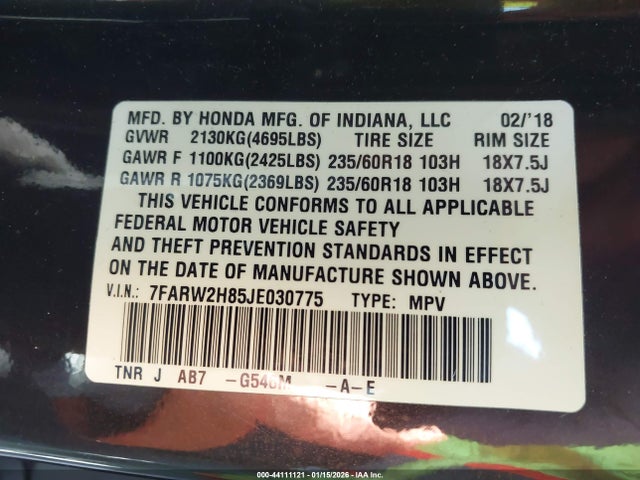 MFD. BY HONDA MFG. OF INDIANA, LLC 02/'18
GVWR 2130KG(4695LBS) TIRE SIZE RIM SIZE
GAWR F 1100KG(2425LBS) 235/60R18 103H 18X7.5J
GAWR R 1075KG(2369LBS) 235/60R18 103H 18X7.5J
THIS VEHICLE CONFORMS TO ALL APPLICABLE
FEDERAL MOTOR VEHICLE SAFETY
AND THEFT PREVENTION STANDARDS IN EFFECT
ON THE DATE OF MANUFACTURE SHOWN ABOVE.
V.I.N.: 7FARW2H85JE030775 TYPE: MPV
TNR J AB7 -A-E
000-44111121 - 01/15/2026 - IAA Inc.